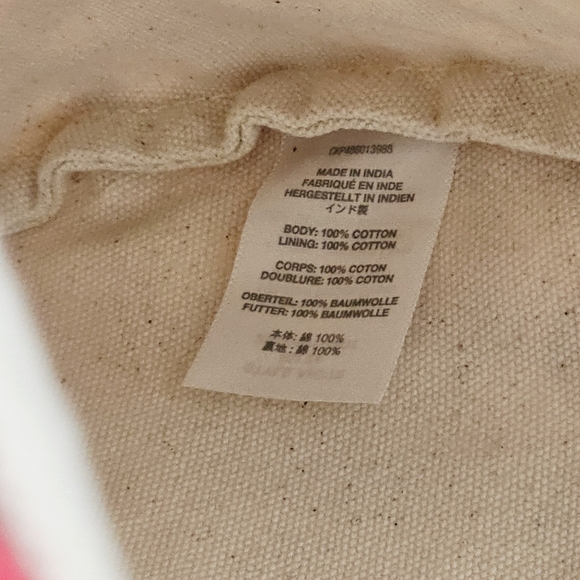 CKP486013988
MADE IN INDIA
FABRIQUÉ EN INDE
HERGESTELLT IN INDIEN
インド製
BODY: 100% COTTON
LINING: 100% COTTON
CORPS: 100% COTON
DOUBLURE: 100% COTON
OBERTEIL: 100% BAUMWOLLE
FUTTER: 100% BAUMWOLLE
本体: 綿 100%
裏地: 綿 100%